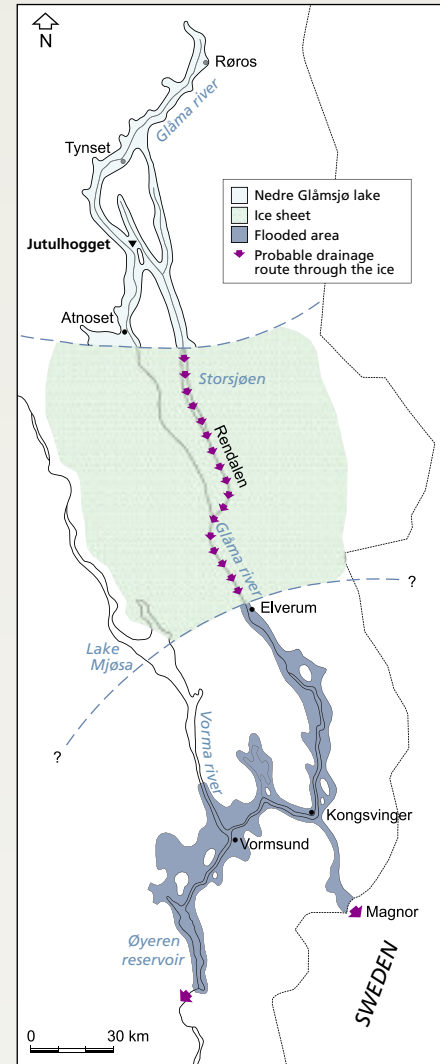 N
Røros
Glåma river
Tynset
Nedre Glåmsjø lake
Ice sheet
Flooded area
Probable drainage
route through the ice
Jutulhogget
Atnoset
Storsjøen
Rendalen
Glåma river
?
Elverum
Lake
Mjøsa
?
Vorma river
Kongsvinger
Vormsund
Magnor
Øyeren
reservoir
SWEDEN
0 30 km